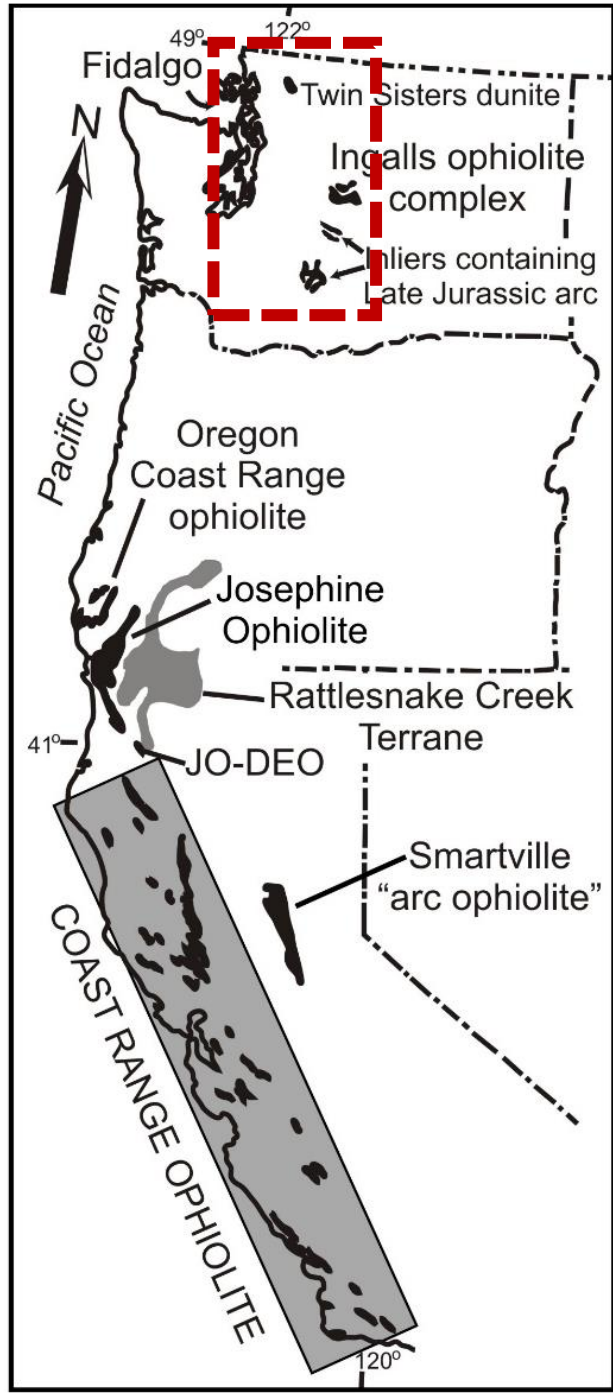 122º
49º
Fidalgo
Twin Sisters dunite
N
Ingalls ophiolite
complex
Inliers containing
Late Jurassic arc
Pacific Ocean
Oregon
Coast Range
ophiolite
Josephine
Ophiolite
Rattlesnake Creek
Terrane
41º
JO-DEO
Smartville
“arc ophiolite”
COAST RANGE OPHIOLITE
120º